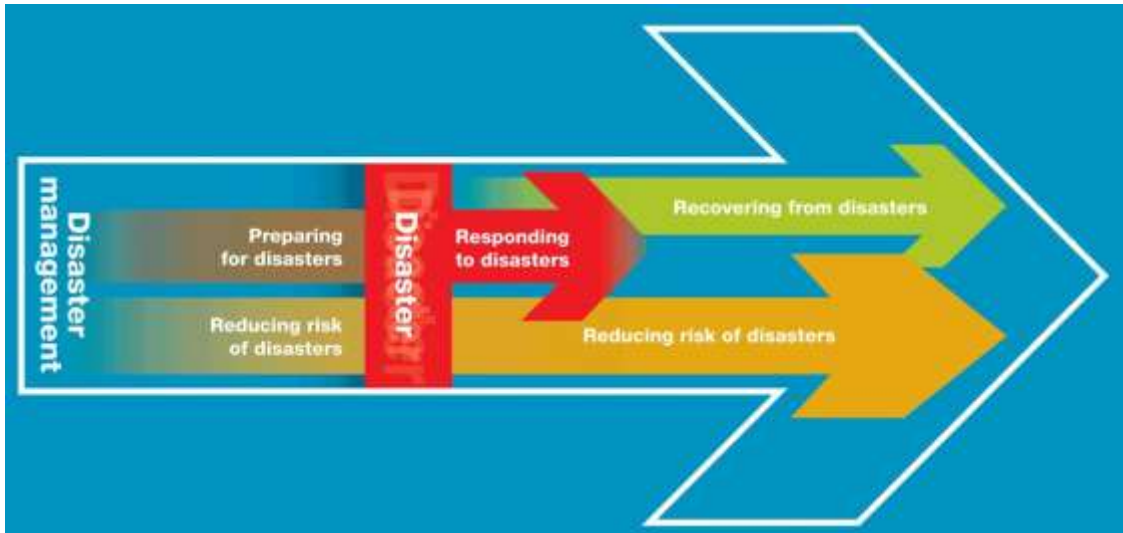 Disaster
management
Preparing
for disasters
Reducing risk
of disasters
Disaster
Responding
to disasters
Recovering from disasters
Reducing risk of disasters